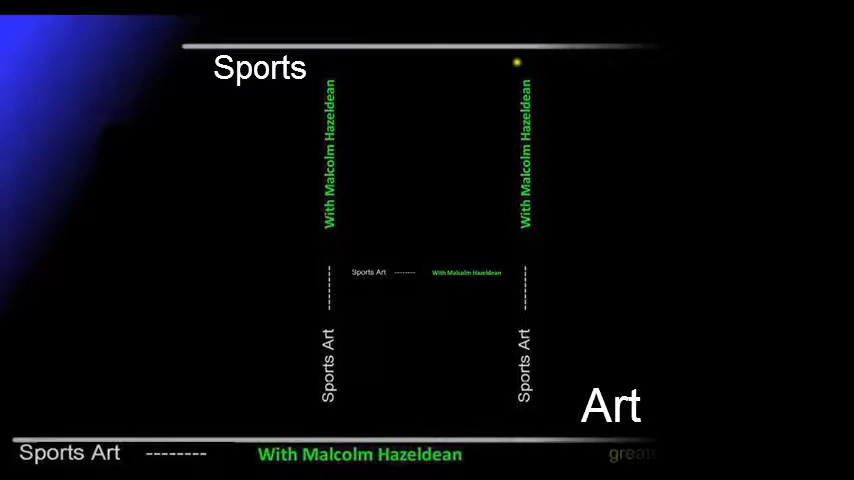 Sports
With Malcolm Hazeldean
With Malcolm Hazeldean
Sports Art -------- With Malcolm Hazeldean
--------
--------
Sports Art
Sports Art
Art
Sports Art -------- With Malcolm Hazeldean